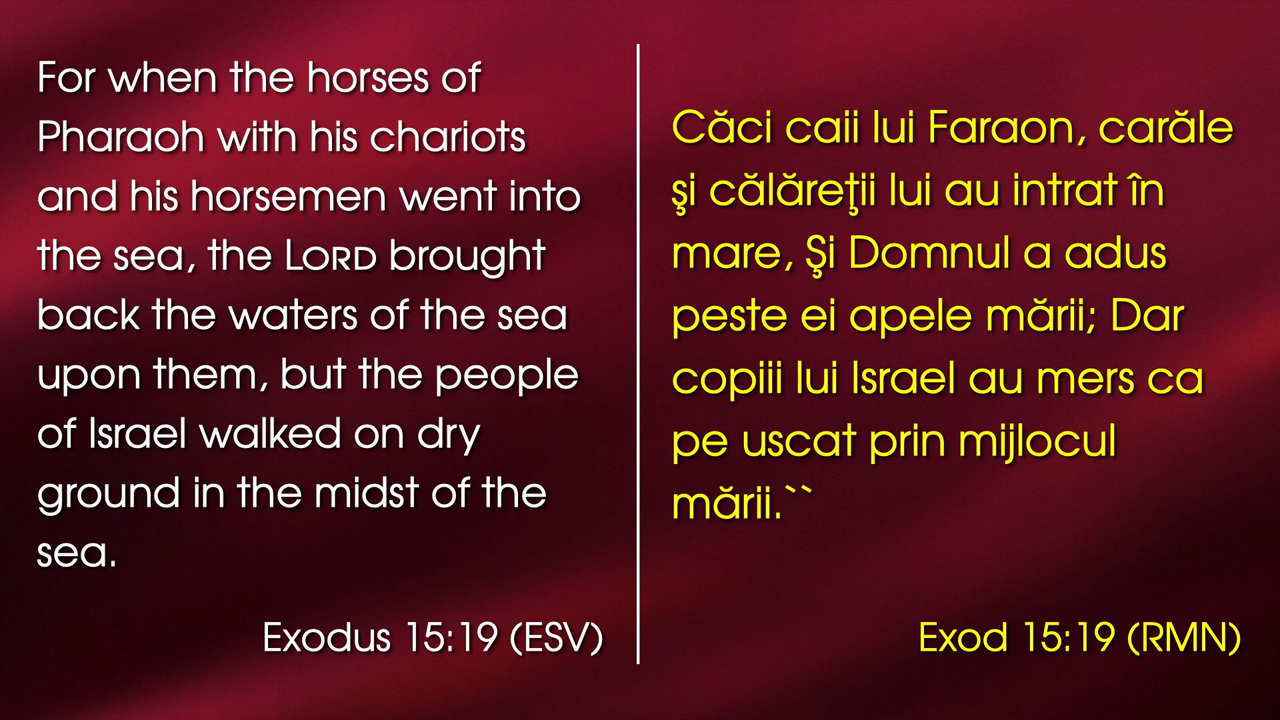 For when the horses of
Pharaoh with his chariots
and his horsemen went into
the sea, the LORD brought
back the waters of the sea
upon them, but the people
of Israel walked on dry
ground in the midst of the
sea.
Exodus 15:19 (ESV)
Căci caii lui Faraon, carăle
şi călăreţii lui au intrat în
mare, Şi Domnul a adus
peste ei apele mării; Dar
copiii lui Israel au mers ca
pe uscat prin mijlocul
mării.``
Exod 15:19 (RMN)